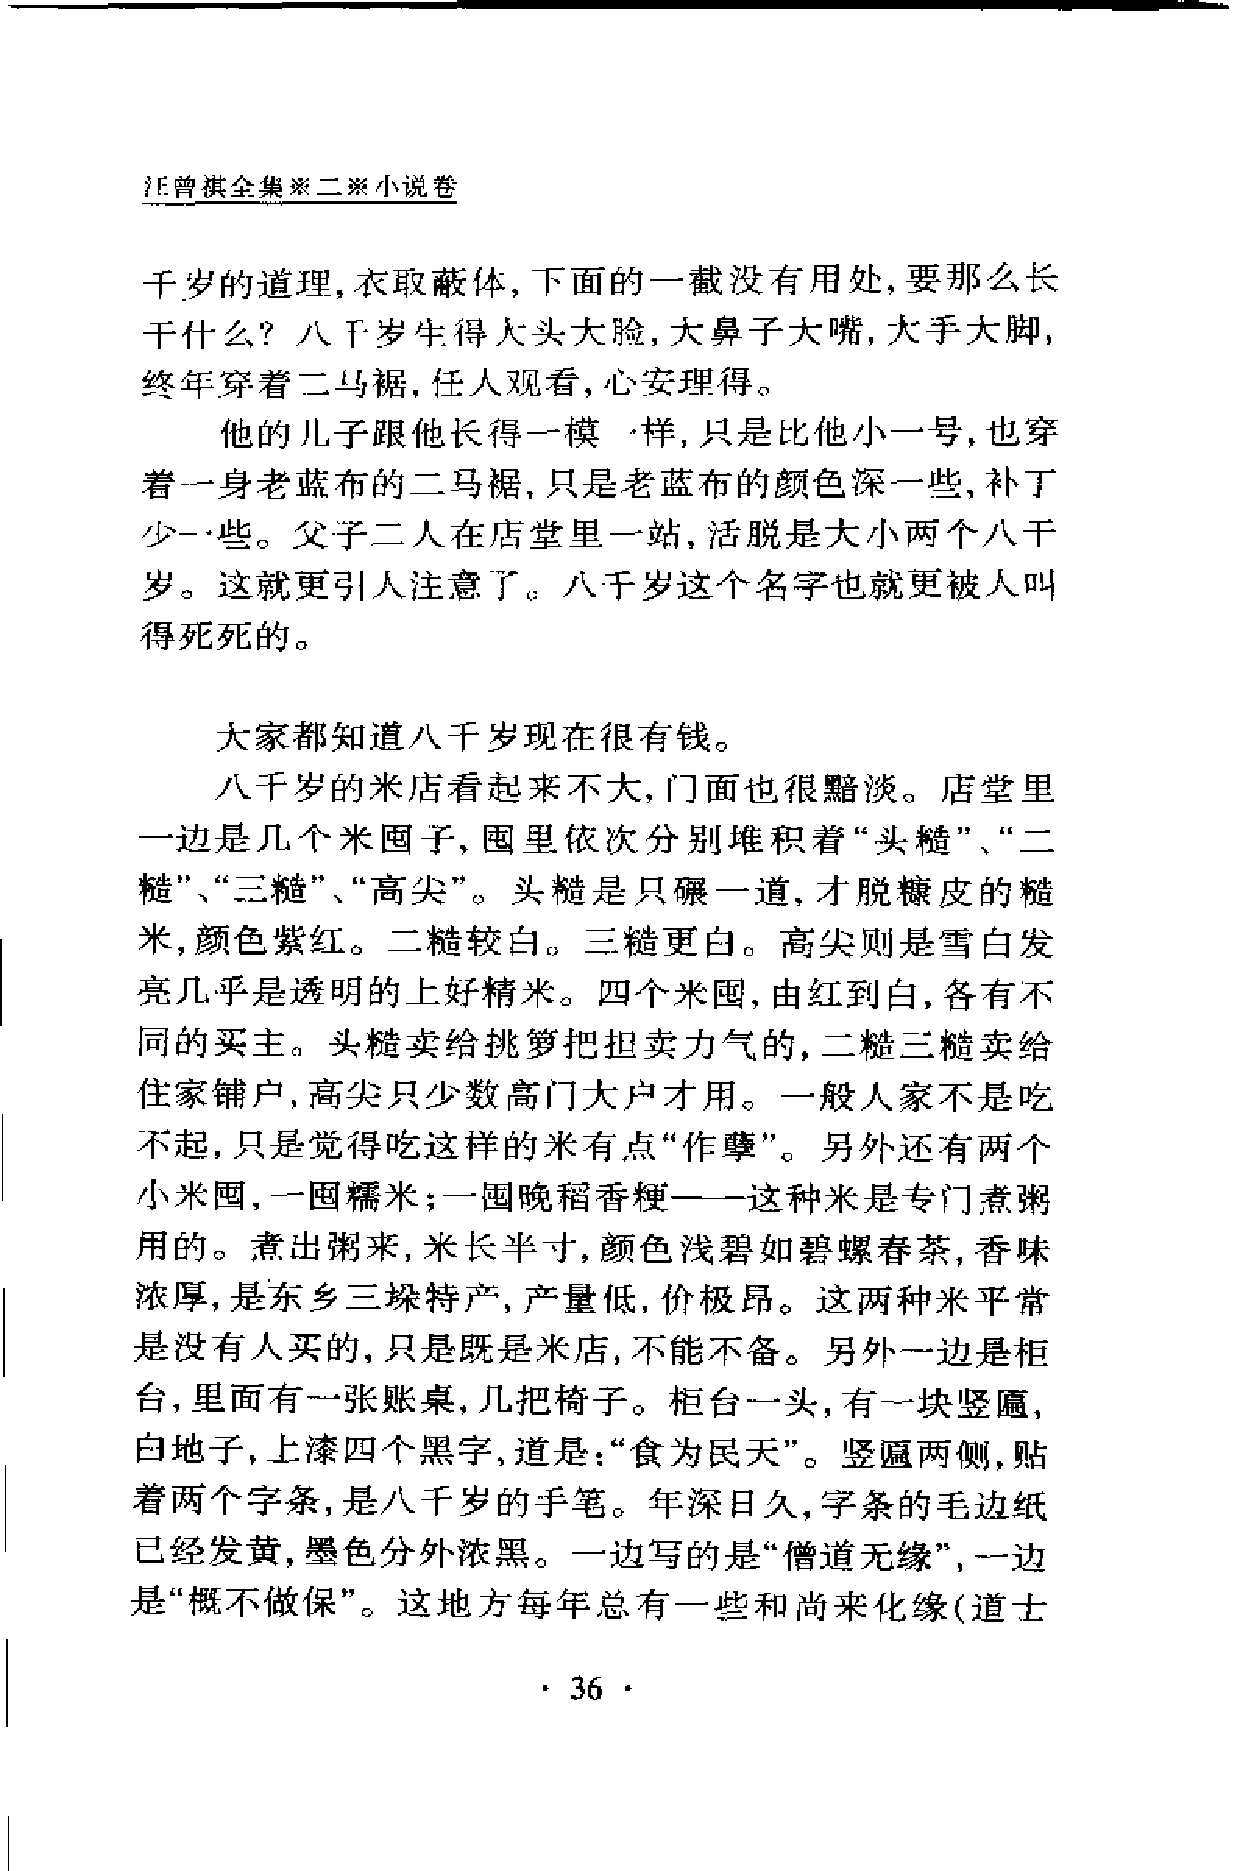 汪曾祺全集※二※小说卷
千岁的道理,衣取蔽体,下面的一截没有用处,要那么长
干什么?八千岁生得大头大脸,大鼻子大嘴,大手大脚,
终年穿着二马裾,任人观看,心安理得。
他的儿子跟他长得一模一样,只是比他小一号,也穿
着一身老蓝布的二马裾,只是老蓝布的颜色深一些,补丁
少一些。父子二人在店堂里一站,活脱是大小两个八千
岁。这就更引人注意了。八千岁这个名字也就更被人叫
得死死的。
大家都知道八千岁现在很有钱。
八千岁的米店看起来不大,门面也很黯淡。店堂里
一边是几个米囤子,囤里依次分别堆积着“头糙”、“二
糙”、“三糙”、“高尖”。头糙是只碾一道,才脱糠皮的糙
米,颜色紫红。二糙较白。三糙更白。高尖则是雪白发
亮几乎是透明的上好精米。四个米囤,由红到白,各有不
同的买主。头糙卖给挑箩把担卖力气的,二糙三糙卖给
住家铺户,高尖只少数高门大户才用。一般人家不是吃
不起,只是觉得吃这样的米有点“作孽”。另外还有两个
小米囤,一囤糯米;一囤晚稻香粳——这种米是专门煮粥
用的。煮出粥来,米长半寸,颜色浅碧如碧螺春茶,香味
浓厚,是东乡三垛特产,产量低,价极昂。这两种米平常
是没有人买的,只是既是米店,不能不备。另外一边是柜
台,里面有一张账桌,几把椅子。柜台一头,有一块竖匾,
白地子,上漆四个黑字,道是:“食为民天”。竖匾两侧,贴
着两个字条,是八千岁的手笔。年深日久,字条的毛边纸
已经发黄,墨色分外浓黑。一边写的是“僧道无缘”,一边
是“概不做保”。这地方每年总有一些和尚来化缘(道士
· 36 ·